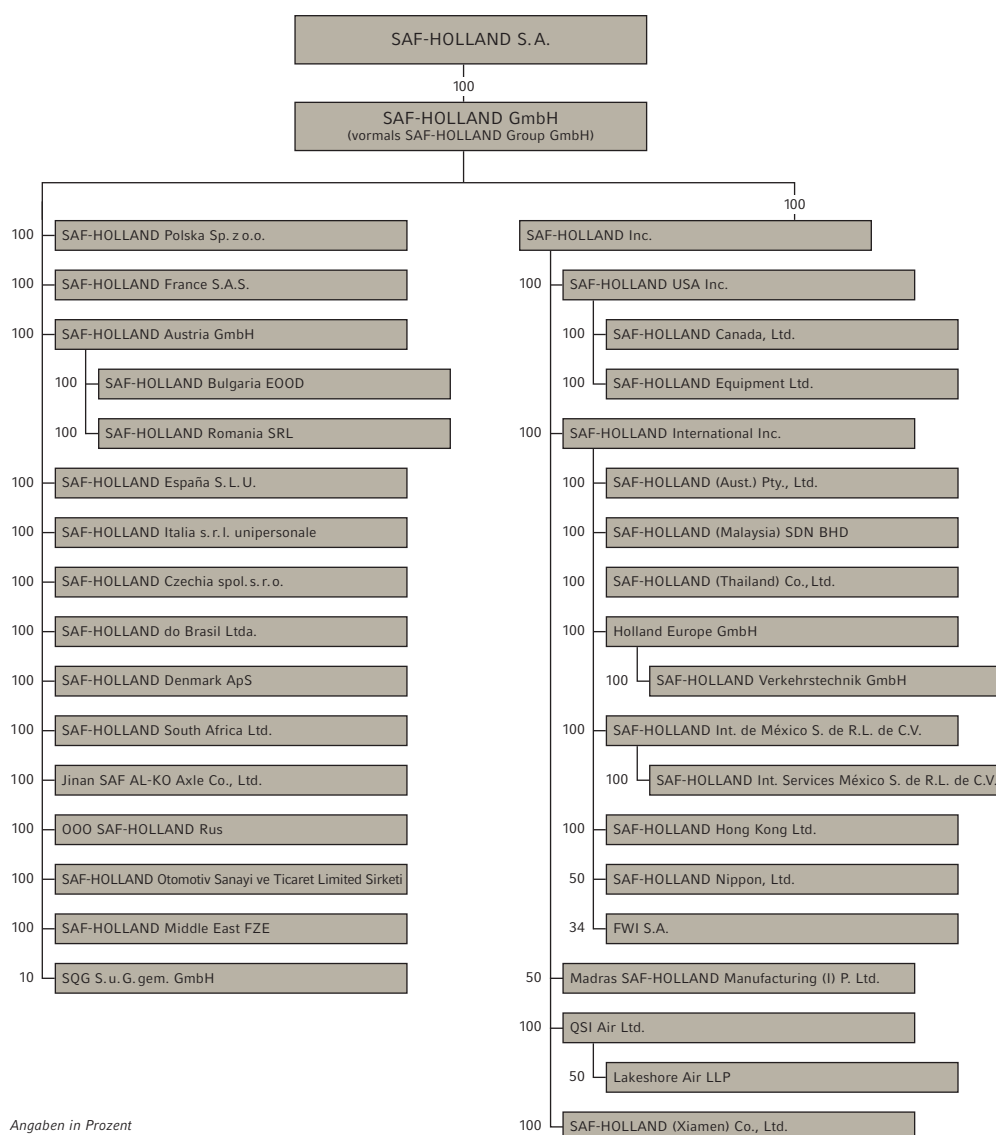 SAF-HOLLAND S.A.
100
SAF-HOLLAND GmbH
(vormals SAF-HOLLAND Group GmbH)
100
100 SAF-HOLLAND Polska Sp. z o.o.
100 SAF-HOLLAND France S.A.S.
100 SAF-HOLLAND Austria GmbH
100 SAF-HOLLAND Bulgaria EOOD
100 SAF-HOLLAND Romania SRL
100 SAF-HOLLAND España S.L.U.
100 SAF-HOLLAND Italia s.r.l. unipersonale
100 SAF-HOLLAND Czechia spol.s.r.o.
100 SAF-HOLLAND do Brasil Ltda.
100 SAF-HOLLAND Denmark ApS
100 SAF-HOLLAND South Africa Ltd.
100 Jinan SAF AL-KO Axle Co., Ltd.
100 OOO SAF-HOLLAND Rus
100 SAF-HOLLAND Otomotiv Sanayi ve Ticaret Limited Sirketi
100 SAF-HOLLAND Middle East FZE
10 SQG S.u.G.gem. GmbH
SAF-HOLLAND Inc.
100 SAF-HOLLAND USA Inc.
100 SAF-HOLLAND Canada, Ltd.
100 SAF-HOLLAND Equipment Ltd.
100 SAF-HOLLAND International Inc.
100 SAF-HOLLAND (Aust.) Pty., Ltd.
100 SAF-HOLLAND (Malaysia) SDN BHD
100 SAF-HOLLAND (Thailand) Co., Ltd.
100 Holland Europe GmbH
100 SAF-HOLLAND Verkehrstechnik GmbH
100 SAF-HOLLAND Int. de México S. de R.L. de C.V.
100 SAF-HOLLAND Int. Services México S. de R.L. de C.V.
100 SAF-HOLLAND Hong Kong Ltd.
50 SAF-HOLLAND Nippon, Ltd.
34 FWI S.A.
50 Madras SAF-HOLLAND Manufacturing (I) P. Ltd.
100 QSI Air Ltd.
50 Lakeshore Air LLP
100 SAF-HOLLAND (Xiamen) Co., Ltd.
Angaben in Prozent